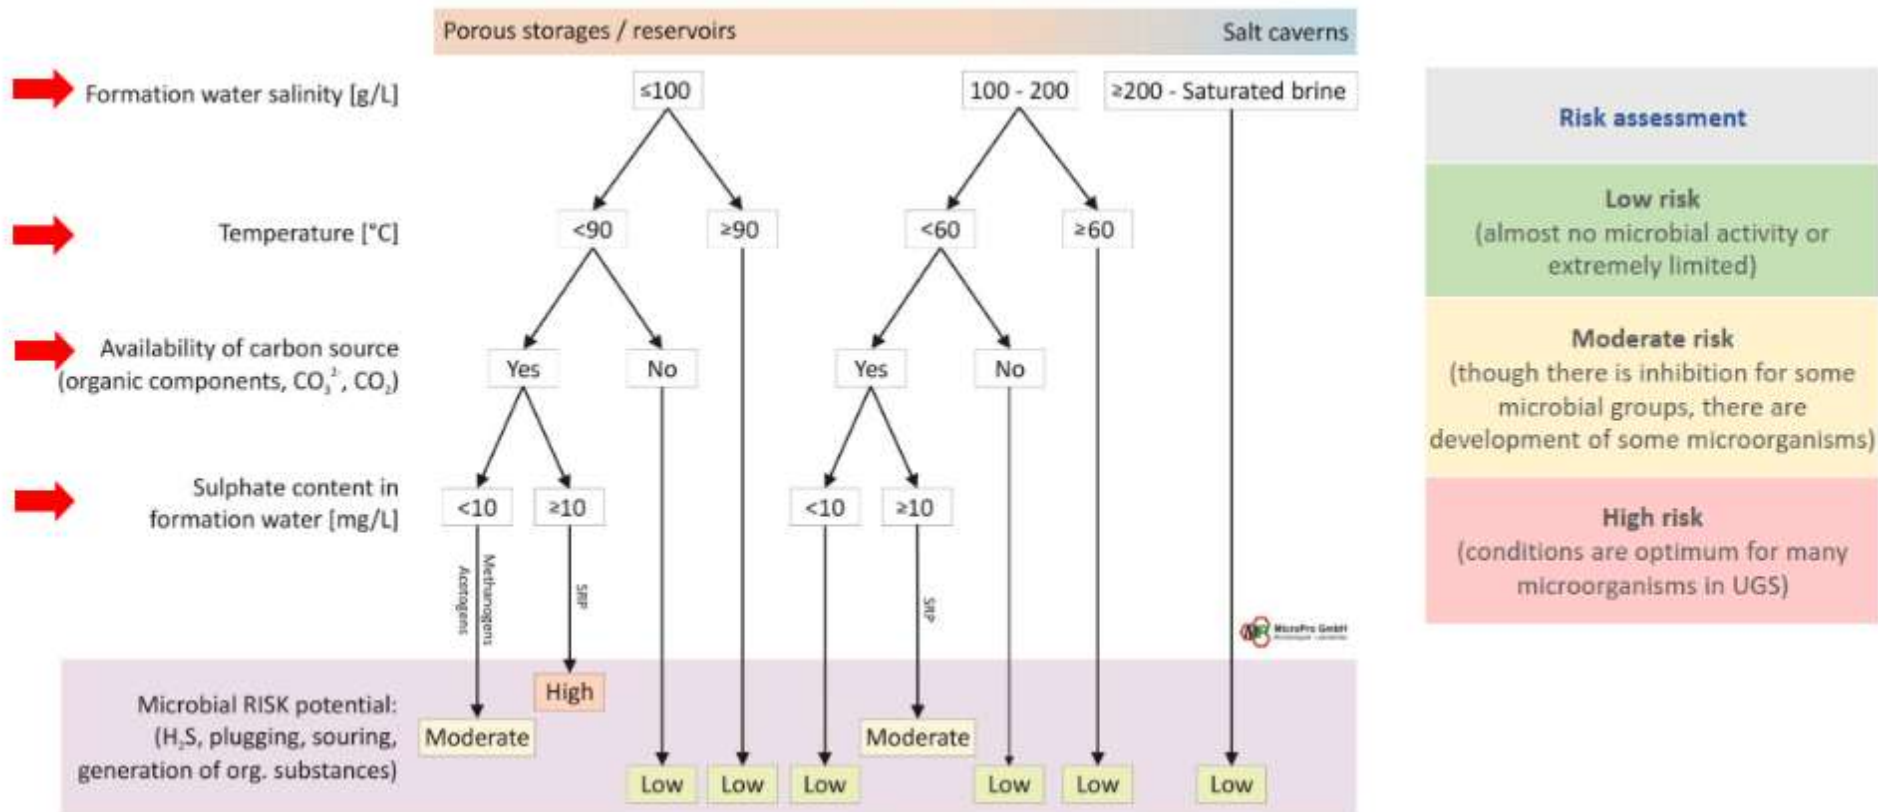 Porous storages / reservoirs
Salt caverns
Formation water salinity [g/L]
≤100
100 - 200
≥200 - Saturated brine
Temperature [°C]
<90
≥90
<60
≥60
Availability of carbon source
(organic components, CO₃²⁻, CO₂)
Yes
No
Yes
No
Sulphate content in
formation water [mg/L]
<10
≥10
<10
≥10
Methanogens
Acetogens
SRP
SRP
MicroPro GmbH
Microbial RISK potential:
(H₂S, plugging, souring,
generation of org. substances)
High
Moderate
Moderate
Low
Low
Low
Low
Low
Low
Risk assessment
Low risk
(almost no microbial activity or
extremely limited)
Moderate risk
(though there is inhibition for some
microbial groups, there are
development of some microorganisms)
High risk
(conditions are optimum for many
microorganisms in UGS)